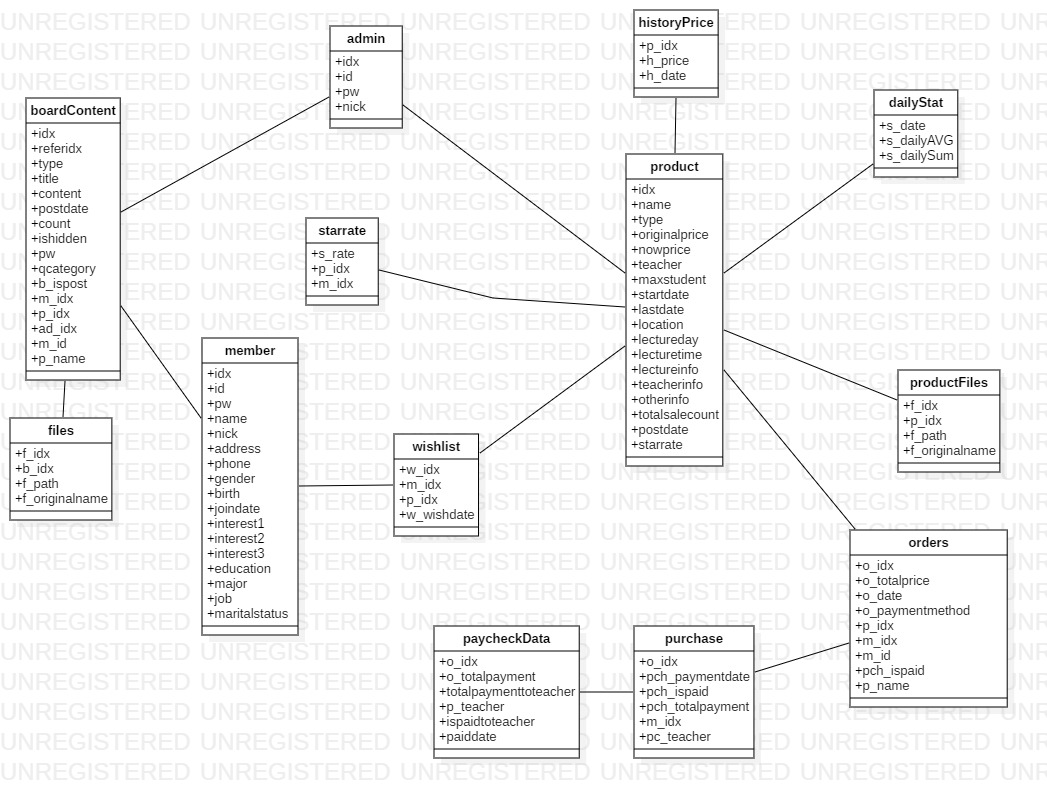 historyPrice
+p_idx
+h_price
+h_date
admin
+idx
+id
+pw
+nick
dailyStat
+s_date
+s_dailyAVG
+s_dailySum
boardContent
+idx
+referidx
+type
+title
+content
+postdate
+count
+ishidden
+pw
+qcategory
+b_ispost
+m_idx
+p_idx
+ad_idx
+m_id
+p_name
product
+idx
+name
+type
+originalprice
+nowprice
+teacher
+maxstudent
+startdate
+lastdate
+location
+lectureday
+lecturetime
+lectureinfo
+teacherinfo
+otherinfo
+totalsalecount
+postdate
+starrate
starrate
+s_rate
+p_idx
+m_idx
member
+idx
+id
+pw
+name
+nick
+address
+phone
+gender
+birth
+joindate
+interest1
+interest2
+interest3
+education
+major
+job
+maritalstatus
productFiles
+f_idx
+p_idx
+f_path
+f_originalname
files
+f_idx
+b_idx
+f_path
+f_originalname
wishlist
+w_idx
+m_idx
+p_idx
+w_wishdate
orders
+o_idx
+o_totalprice
+o_date
+o_paymentmethod
+p_idx
+m_idx
+m_id
+pch_ispaid
+p_name
paycheckData
+o_idx
+o_totalpayment
+totalpaymenttoteacher
+p_teacher
+ispaidtoteacher
+paiddate
purchase
+o_idx
+pch_paymentdate
+pch_ispaid
+pch_totalpayment
+m_idx
+pc_teacher
UNREGISTERED